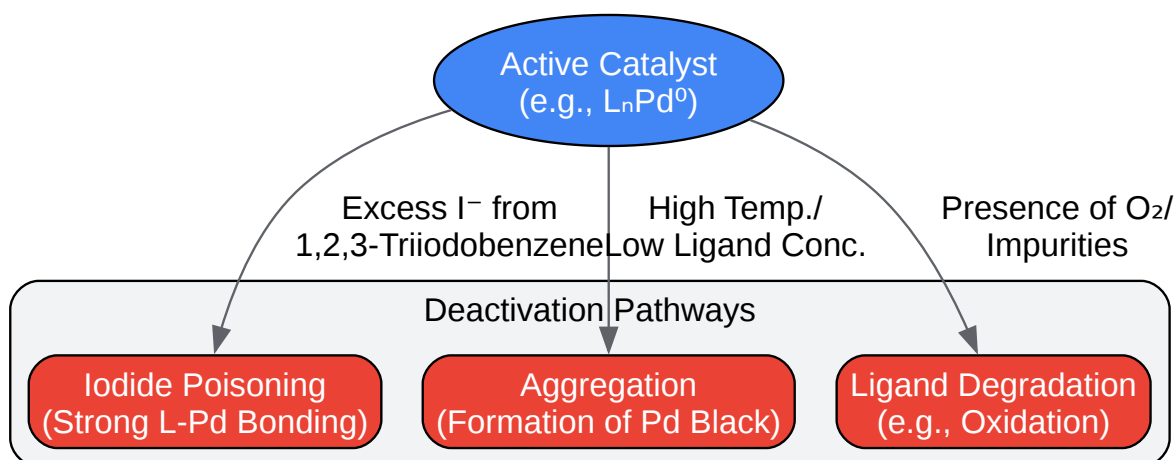 Active Catalyst
(e.g., LₙPd⁰)
Excess I⁻ from
1,2,3-Triiodobenzene
High Temp./
Low Ligand Conc.
Presence of O₂/
Impurities
Deactivation Pathways
Iodide Poisoning
(Strong L-Pd Bonding)
Aggregation
(Formation of Pd Black)
Ligand Degradation
(e.g., Oxidation)